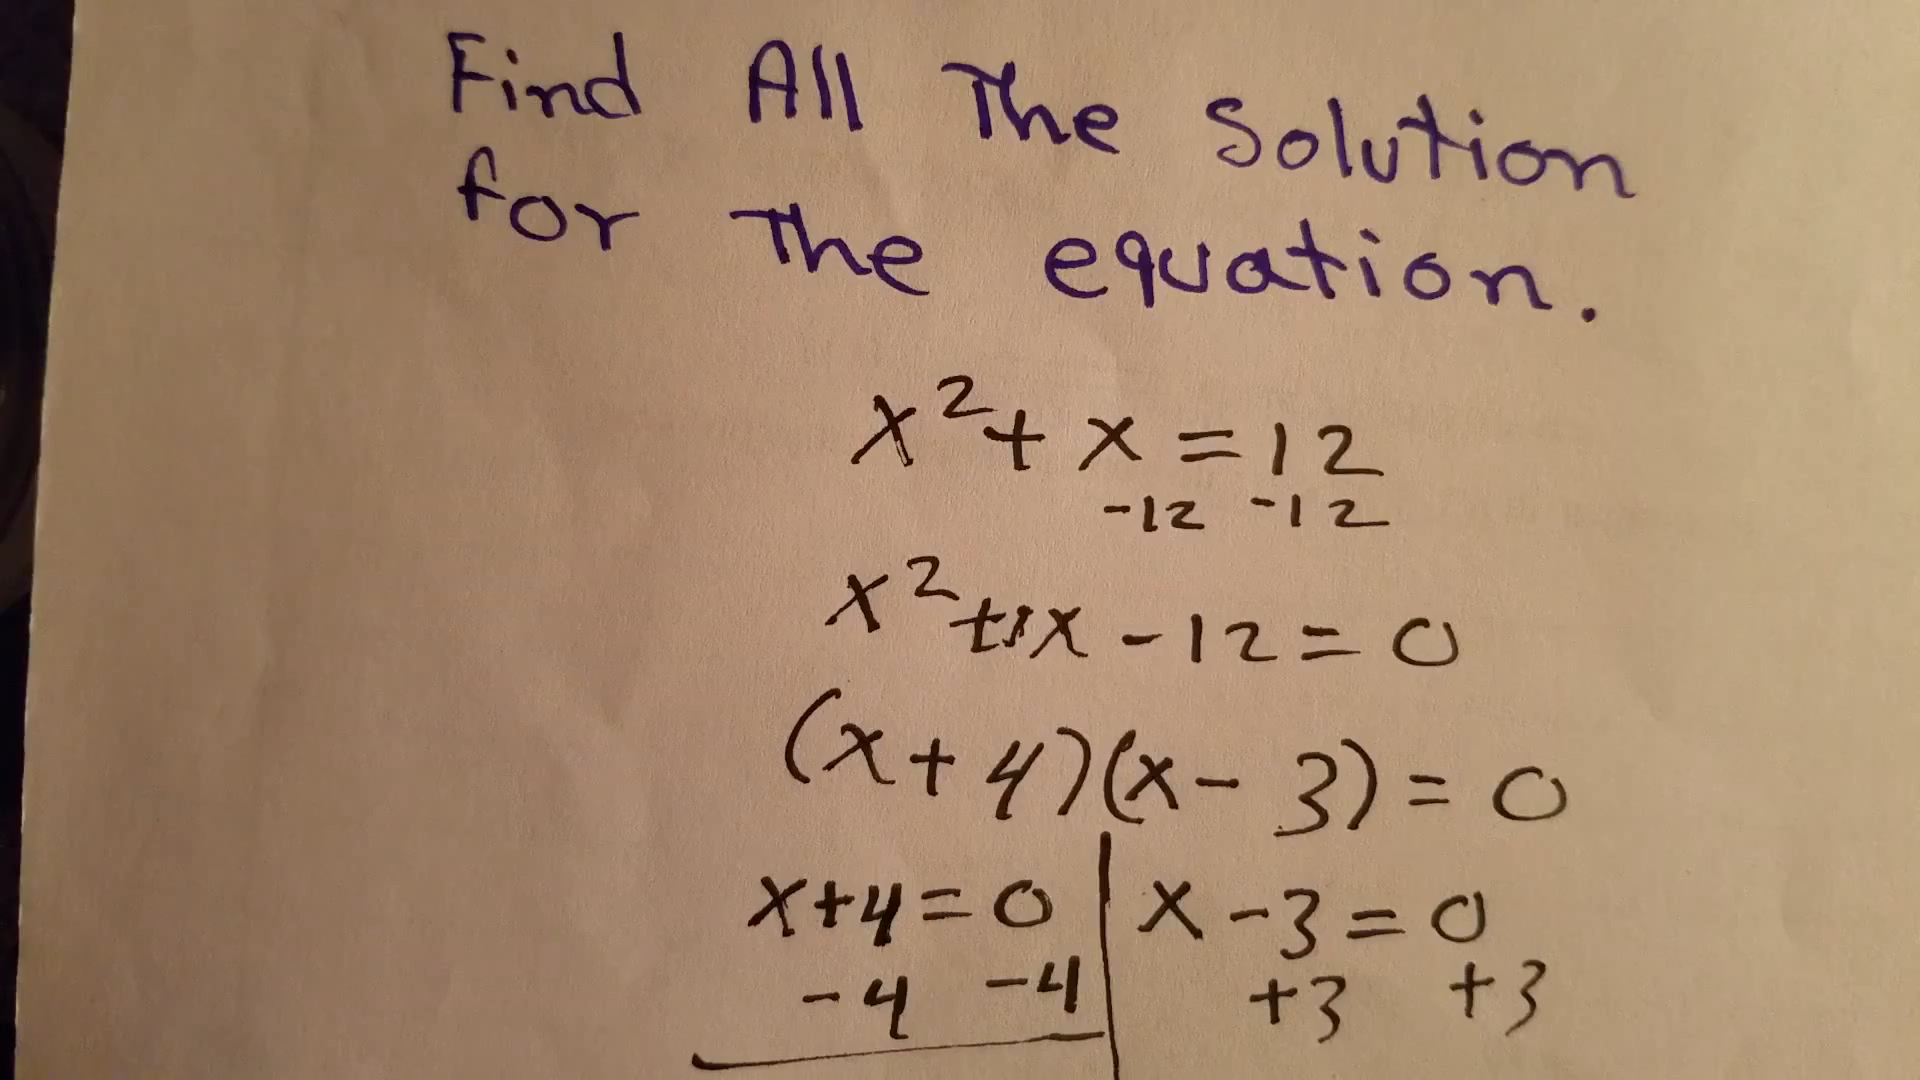 Find All The Solution
for The equation.
x² + x = 12
-12 -12
x² +1x - 12 = 0
(x + 4)(x - 3) = 0
x+4=0 | x - 3 = 0
-4 -4 | +3 +3